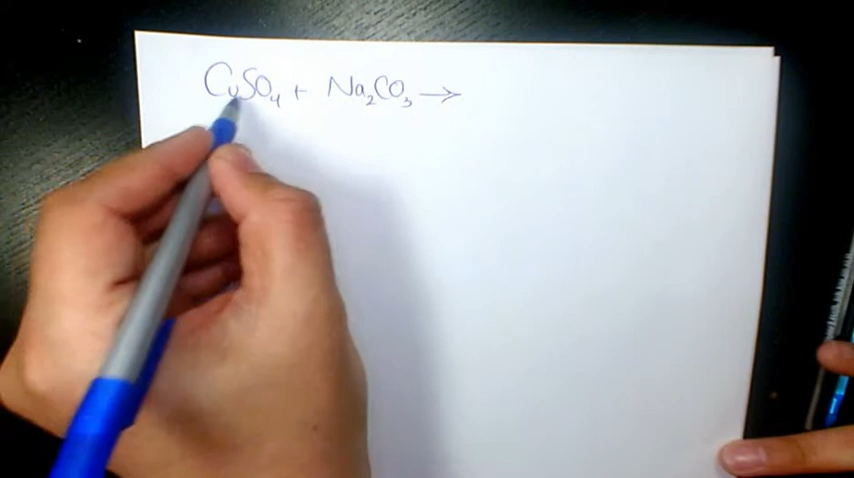 CuSO₄ + Na₂CO₃ →